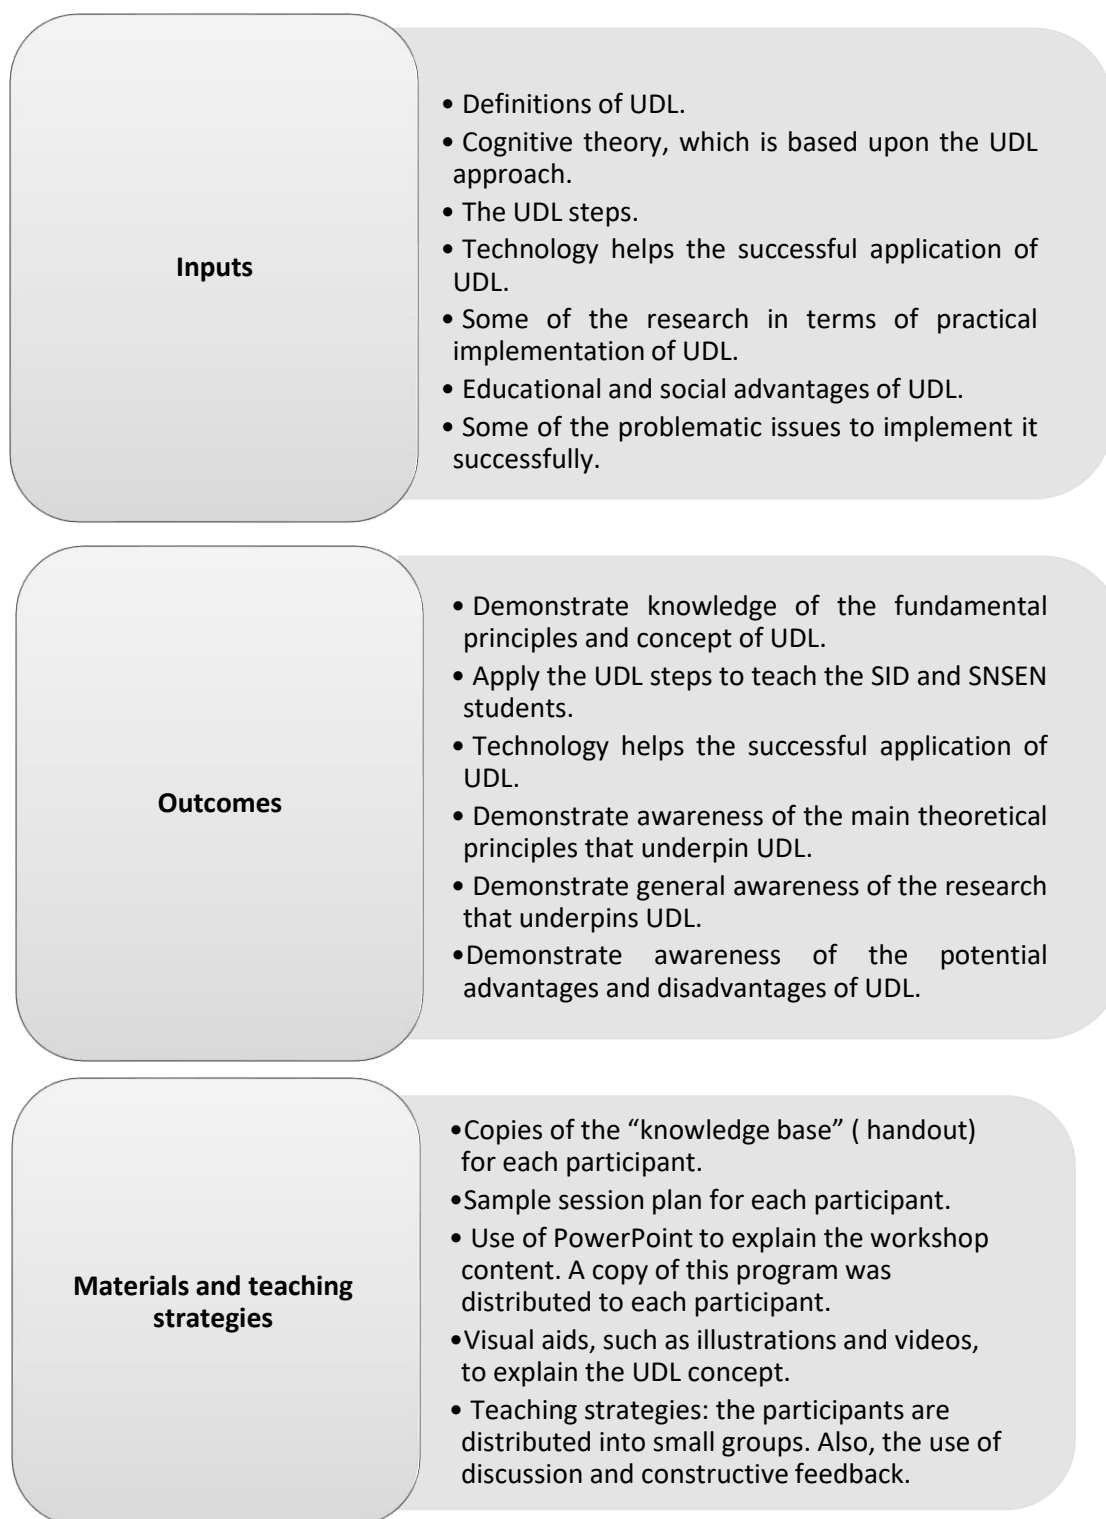 Inputs
• Definitions of UDL.
• Cognitive theory, which is based upon the UDL
approach.
• The UDL steps.
• Technology helps the successful application of
UDL.
• Some of the research in terms of practical
implementation of UDL.
• Educational and social advantages of UDL.
• Some of the problematic issues to implement it
successfully.
Outcomes
• Demonstrate knowledge of the fundamental
principles and concept of UDL.
• Apply the UDL steps to teach the SID and SNSEN
students.
• Technology helps the successful application of
UDL.
• Demonstrate awareness of the main theoretical
principles that underpin UDL.
• Demonstrate general awareness of the research
that underpins UDL.
•Demonstrate awareness of the potential
advantages and disadvantages of UDL.
Materials and teaching
strategies
•Copies of the “knowledge base” ( handout)
for each participant.
•Sample session plan for each participant.
• Use of PowerPoint to explain the workshop
content. A copy of this program was
distributed to each participant.
•Visual aids, such as illustrations and videos,
to explain the UDL concept.
• Teaching strategies: the participants are
distributed into small groups. Also, the use of
discussion and constructive feedback.